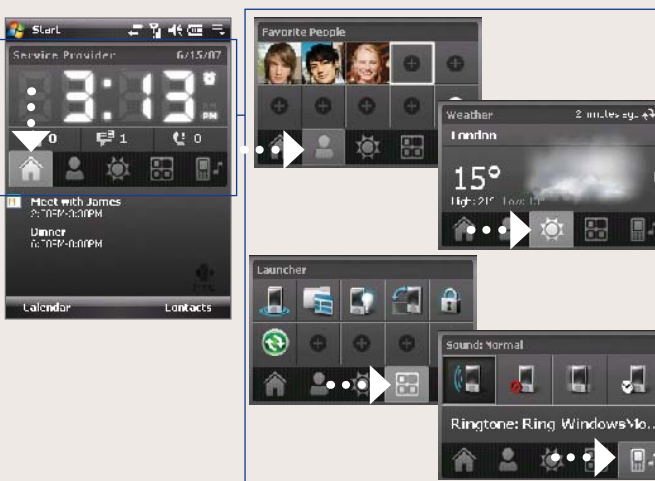 Start
Service Provider 6/15/07
3:13 PM
0 1 0
Meet with James
Dinner
Calendar Contacts
Favorite People
Weather
London
15°
Launcher
Sound: Normal
Ringtone: Ring-WindowsMo...